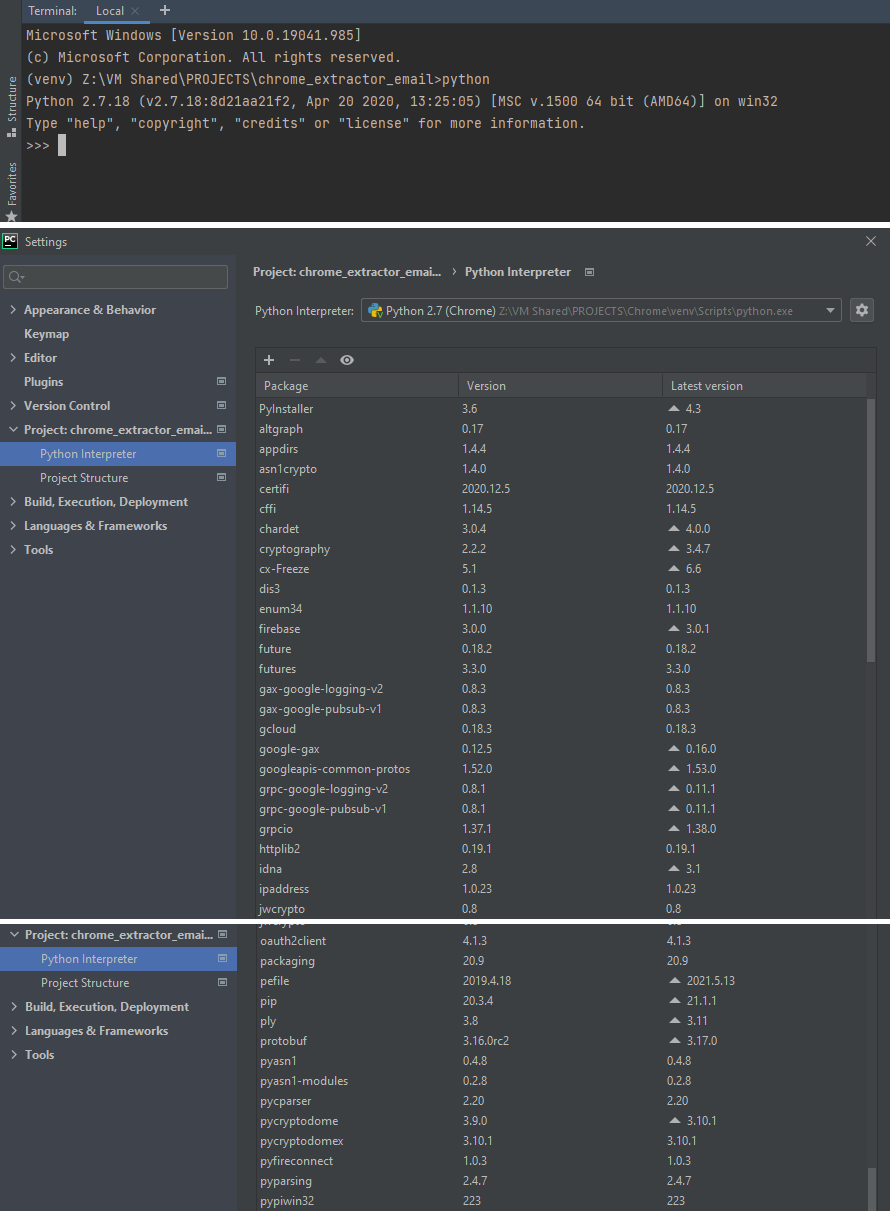 Terminal: Local × +
Microsoft Windows [Version 10.0.19041.985]
(c) Microsoft Corporation. All rights reserved.
(venv) Z:\VM Shared\PROJECTS\chrome_extractor_email>python
Python 2.7.18 (v2.7.18:8d21aa21f2, Apr 20 2020, 13:25:05) [MSC v.1500 64 bit (AMD64)] on win32
Type "help", "copyright", "credits" or "license" for more information.
>>>
Structure
Favorites
PC Settings
Project: chrome_extractor_emai... › Python Interpreter
Python Interpreter: Python 2.7 (Chrome) Z:\VM Shared\PROJECTS\Chrome\venv\Scripts\python.exe
Appearance & Behavior
Keymap
Editor
Plugins
Version Control
Project: chrome_extractor_emai...
Python Interpreter
Project Structure
Build, Execution, Deployment
Languages & Frameworks
Tools
Package Version Latest version
PyInstaller 3.6 4.3
altgraph 0.17 0.17
appdirs 1.4.4 1.4.4
asn1crypto 1.4.0 1.4.0
certifi 2020.12.5 2020.12.5
cffi 1.14.5 1.14.5
chardet 3.0.4 4.0.0
cryptography 2.2.2 3.4.7
cx-Freeze 5.1 6.6
dis3 0.1.3 0.1.3
enum34 1.1.10 1.1.10
firebase 3.0.0 3.0.1
future 0.18.2 0.18.2
futures 3.3.0 3.3.0
gax-google-logging-v2 0.8.3 0.8.3
gax-google-pubsub-v1 0.8.3 0.8.3
gcloud 0.18.3 0.18.3
google-gax 0.12.5 0.16.0
googleapis-common-protos 1.52.0 1.53.0
grpc-google-logging-v2 0.8.1 0.11.1
grpc-google-pubsub-v1 0.8.1 0.11.1
grpcio 1.37.1 1.38.0
httplib2 0.19.1 0.19.1
idna 2.8 3.1
ipaddress 1.0.23 1.0.23
jwcrypto 0.8 0.8
Project: chrome_extractor_emai...
Python Interpreter
Project Structure
Build, Execution, Deployment
Languages & Frameworks
Tools
oauth2client 4.1.3 4.1.3
packaging 20.9 20.9
pefile 2019.4.18 2021.5.13
pip 20.3.4 21.1.1
ply 3.8 3.11
protobuf 3.16.0rc2 3.17.0
pyasn1 0.4.8 0.4.8
pyasn1-modules 0.2.8 0.2.8
pycparser 2.20 2.20
pycryptodome 3.9.0 3.10.1
pycryptodomex 3.10.1 3.10.1
pyfireconnect 1.0.3 1.0.3
pyparsing 2.4.7 2.4.7
pypiwin32 223 223